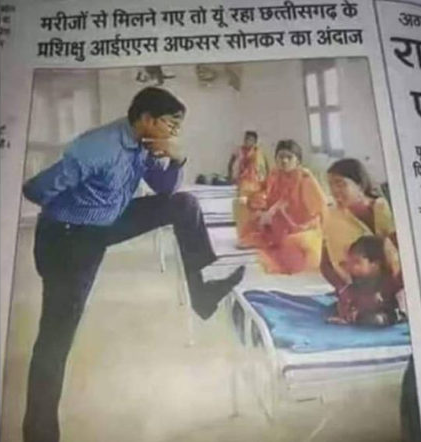 मरीजों से मिलने गए तो यूं रहा छत्तीसगढ़ के
प्रशिक्षु आईएएस अफसर सोनकर का अंदाज